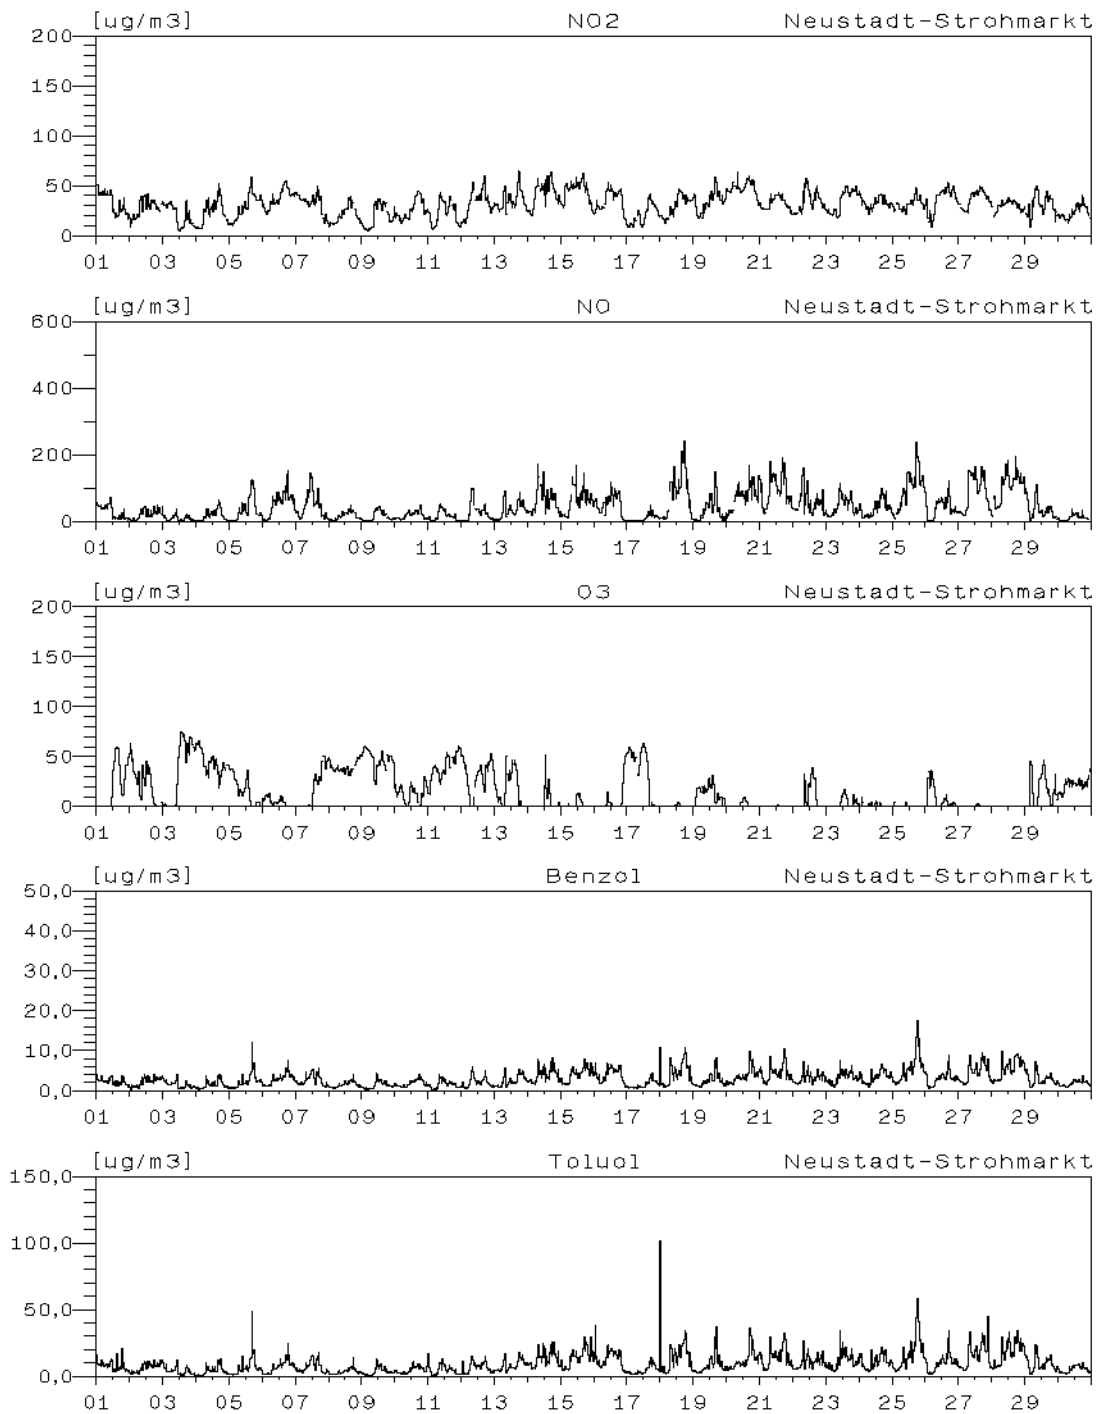 [ug/m3] NO2 Neustadt-Strohmarkt
200
150
100
50
0
01 03 05 07 09 11 13 15 17 19 21 23 25 27 29
[ug/m3] NO Neustadt-Strohmarkt
600
400
200
0
01 03 05 07 09 11 13 15 17 19 21 23 25 27 29
[ug/m3] O3 Neustadt-Strohmarkt
200
150
100
50
0
01 03 05 07 09 11 13 15 17 19 21 23 25 27 29
[ug/m3] Benzol Neustadt-Strohmarkt
50,0
40,0
30,0
20,0
10,0
0,0
01 03 05 07 09 11 13 15 17 19 21 23 25 27 29
[ug/m3] Toluol Neustadt-Strohmarkt
150,0
100,0
50,0
0,0
01 03 05 07 09 11 13 15 17 19 21 23 25 27 29